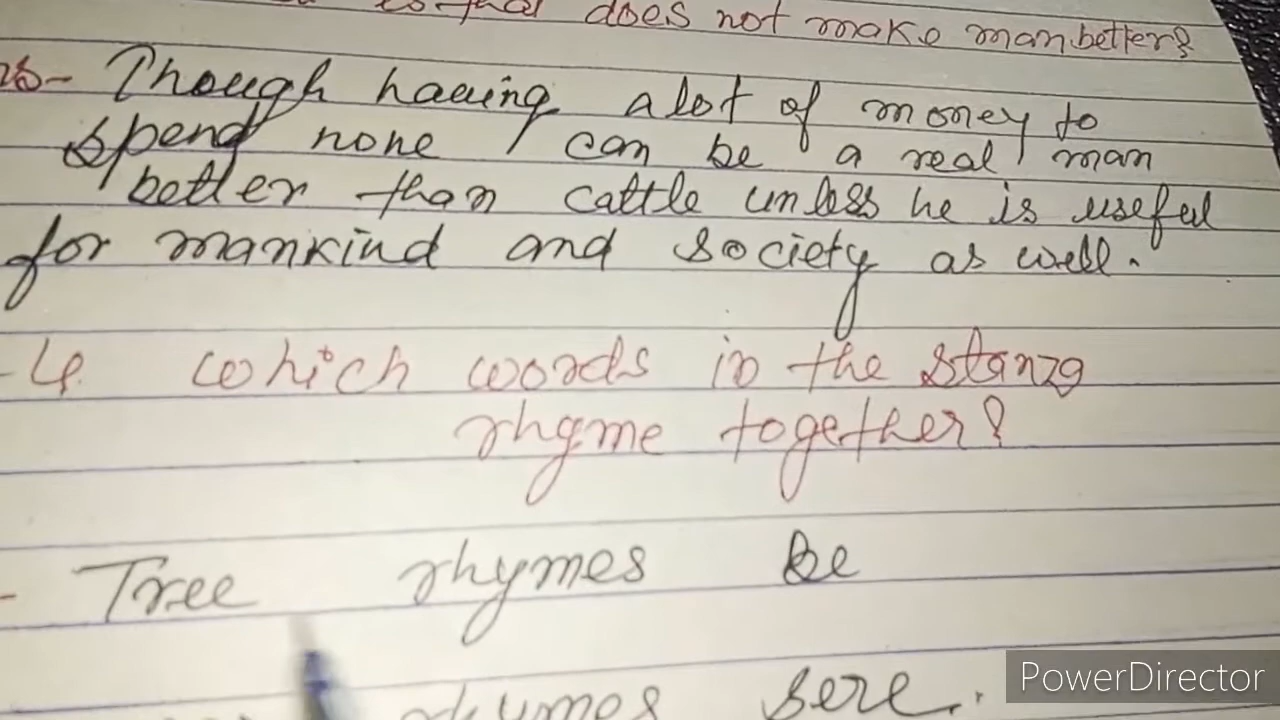 does not make man better?
Though having a lot of money to
spend none can be a real man
better than cattle unless he is useful
for mankind and society as well.
4. which words in the stanza
rhyme together?
- Tree rhymes be
rhymes sere.
PowerDirector